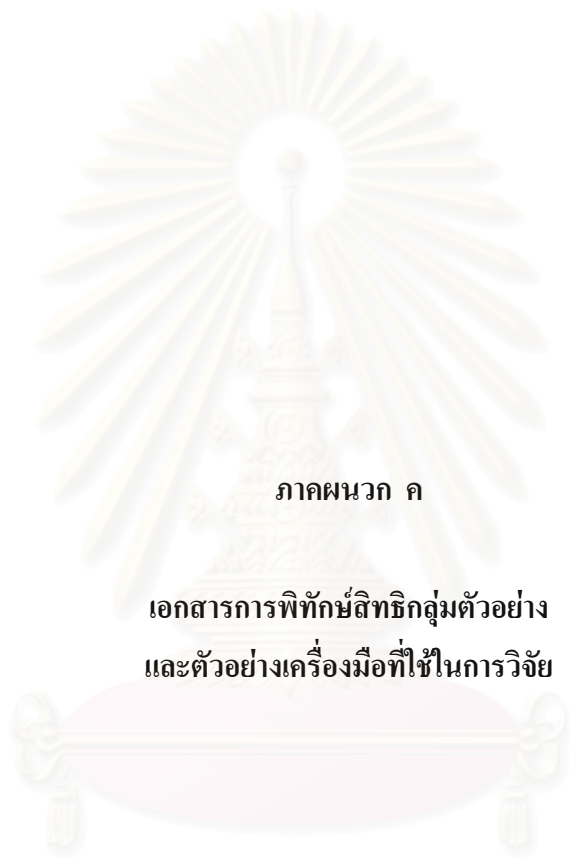 ภาคผนวก ค
เอกสารการพิทักษ์สิทธิกลุ่มตัวอย่าง
และตัวอย่างเครื่องมือที่ใช้ในการวิจัย